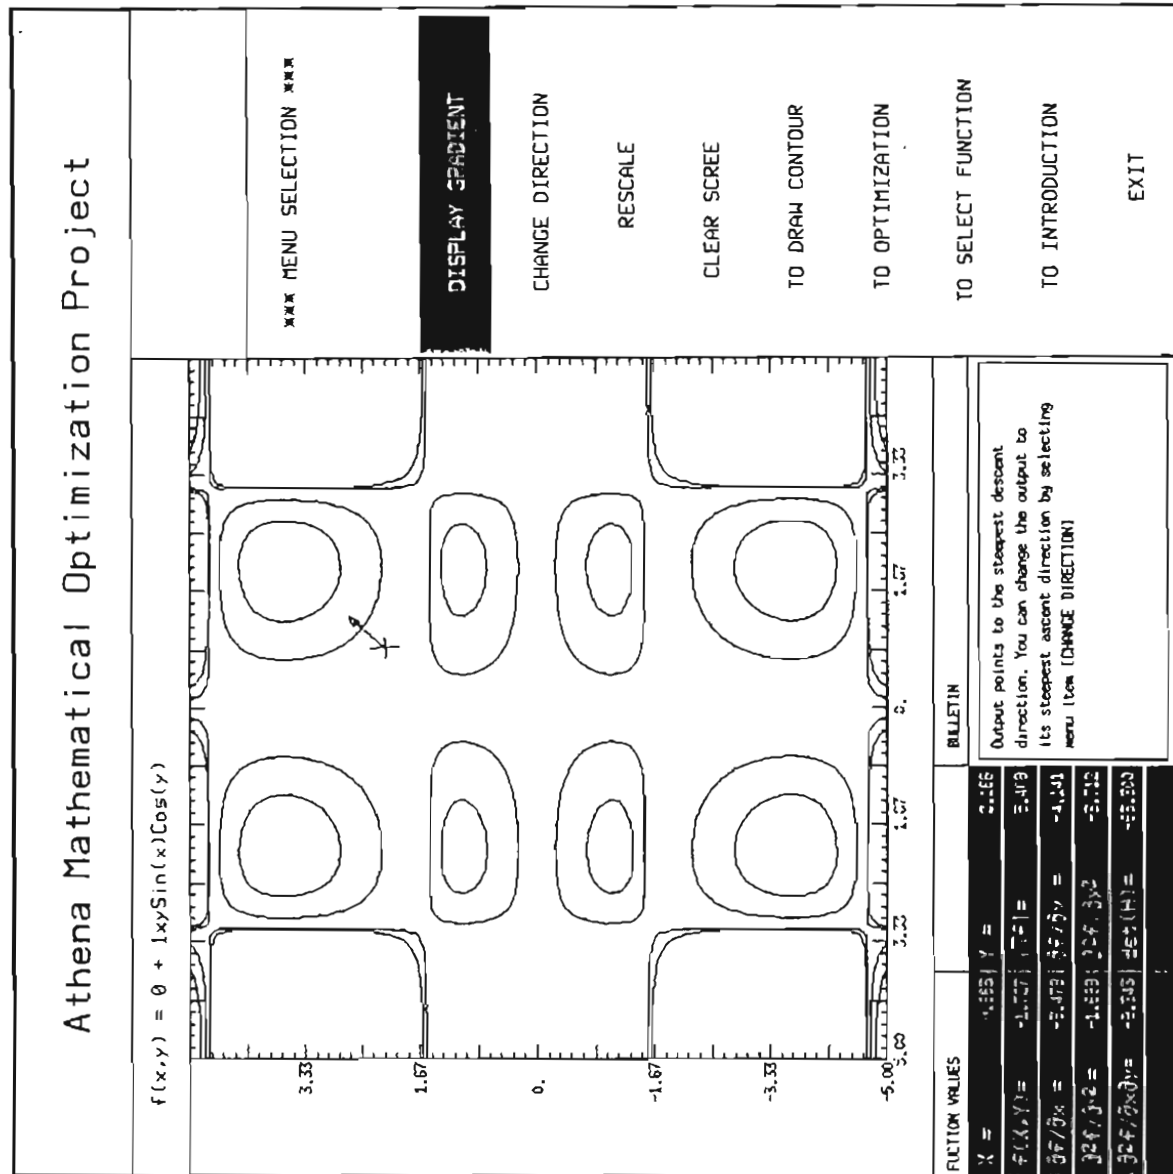 Athena Mathematical Optimization Project
f(x,y) = 0 + 1xySin(x)Cos(y)
*** MENU SELECTION ***
DISPLAY GRADIENT
CHANGE DIRECTION
RESCALE
CLEAR SCREE
TO DRAW CONTOUR
TO OPTIMIZATION
TO SELECT FUNCTION
TO INTRODUCTION
EXIT
3.33
1.67
0.
-1.67
-3.33
-5.00
3.33 1.67 0. 1.67 3.33
FUCTION VALUES
X = Y =
f(X,Y)=
∂f/∂x = ∂f/∂y =
∂2f/∂x∂y= det(H)=
BULLETIN
Output points to the steepest descent
direction. You can change the output to
its steepest ascent direction by selecting
menu item [CHANGE DIRECTION]